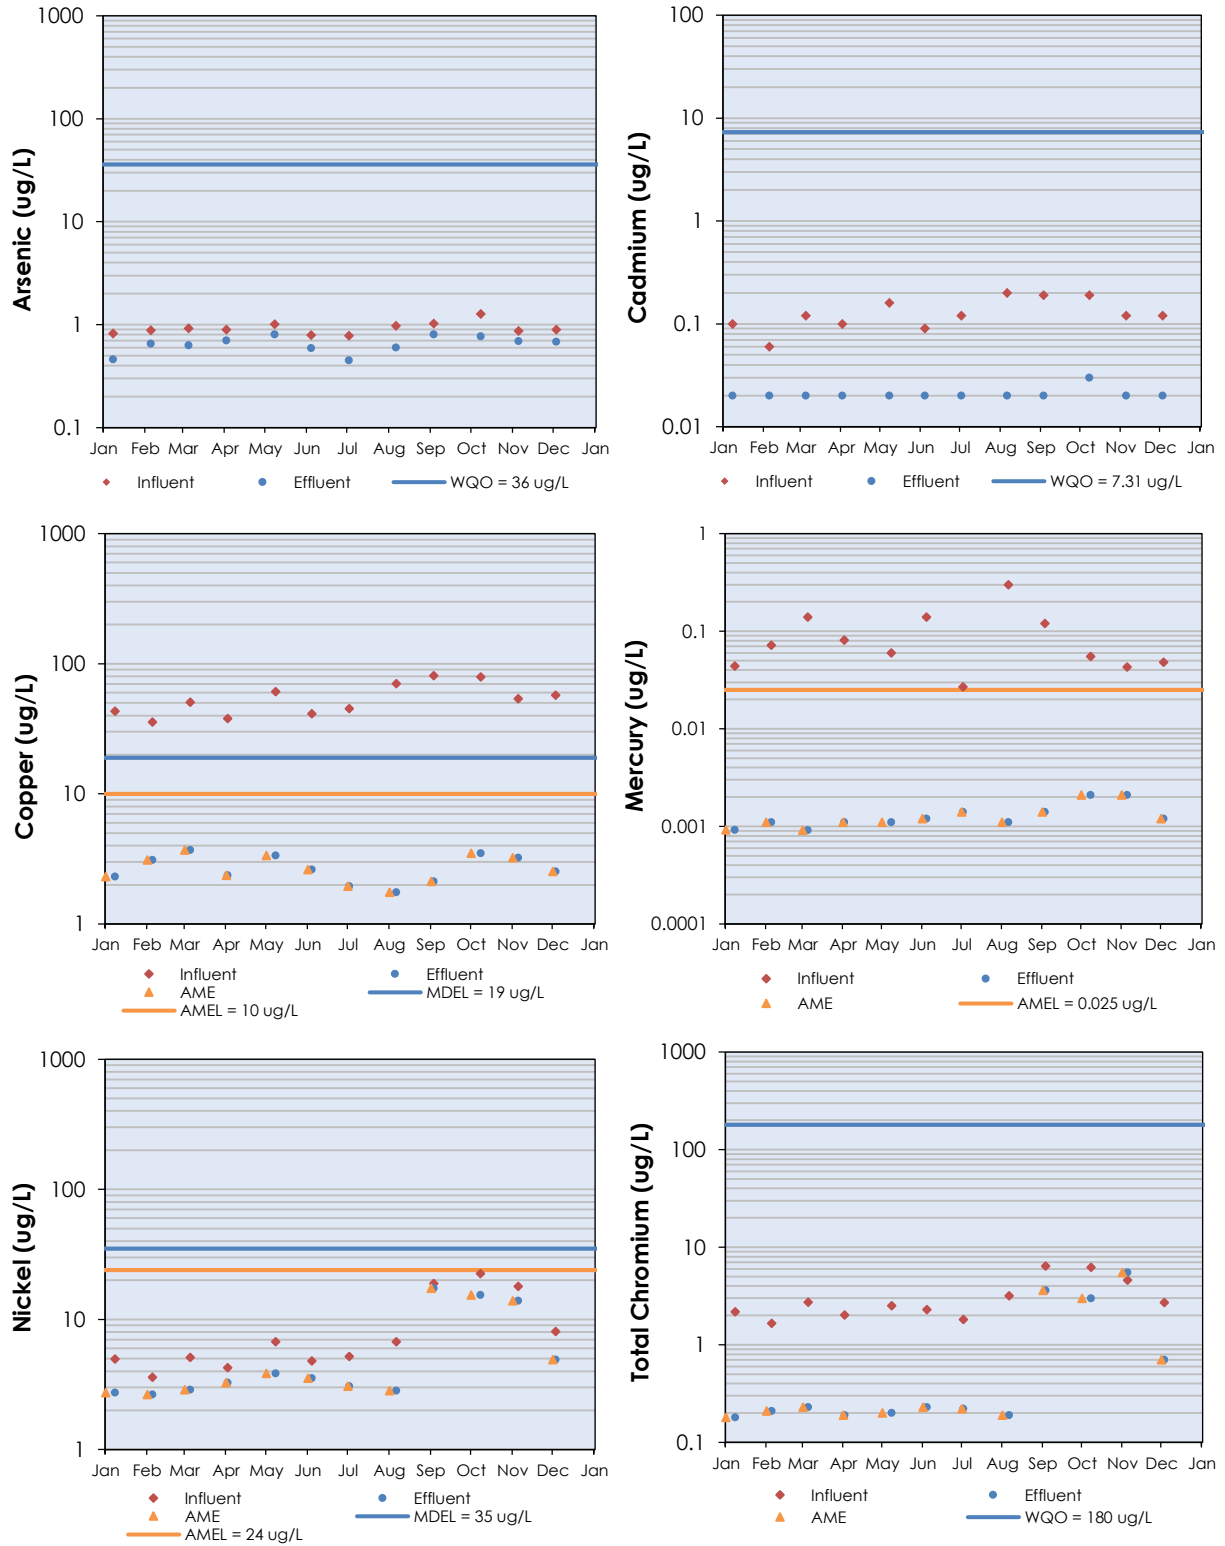 Arsenic (ug/L)
1000
100
10
1
0.1
Jan Feb Mar Apr May Jun Jul Aug Sep Oct Nov Dec Jan
Influent Effluent WQO = 36 ug/L
Cadmium (ug/L)
100
10
1
0.1
0.01
Jan Feb Mar Apr May Jun Jul Aug Sep Oct Nov Dec Jan
Influent Effluent WQO = 7.31 ug/L
Copper (ug/L)
1000
100
10
1
Jan Feb Mar Apr May Jun Jul Aug Sep Oct Nov Dec Jan
Influent Effluent
AME MDEL = 19 ug/L
AMEL = 10 ug/L
Mercury (ug/L)
1
0.1
0.01
0.001
0.0001
Jan Feb Mar Apr May Jun Jul Aug Sep Oct Nov Dec Jan
Influent Effluent
AME AMEL = 0.025 ug/L
Nickel (ug/L)
1000
100
10
1
Jan Feb Mar Apr May Jun Jul Aug Sep Oct Nov Dec Jan
Influent Effluent
AME MDEL = 35 ug/L
AMEL = 24 ug/L
Total Chromium (ug/L)
1000
100
10
1
0.1
Jan Feb Mar Apr May Jun Jul Aug Sep Oct Nov Dec Jan
Influent Effluent
AME WQO = 180 ug/L